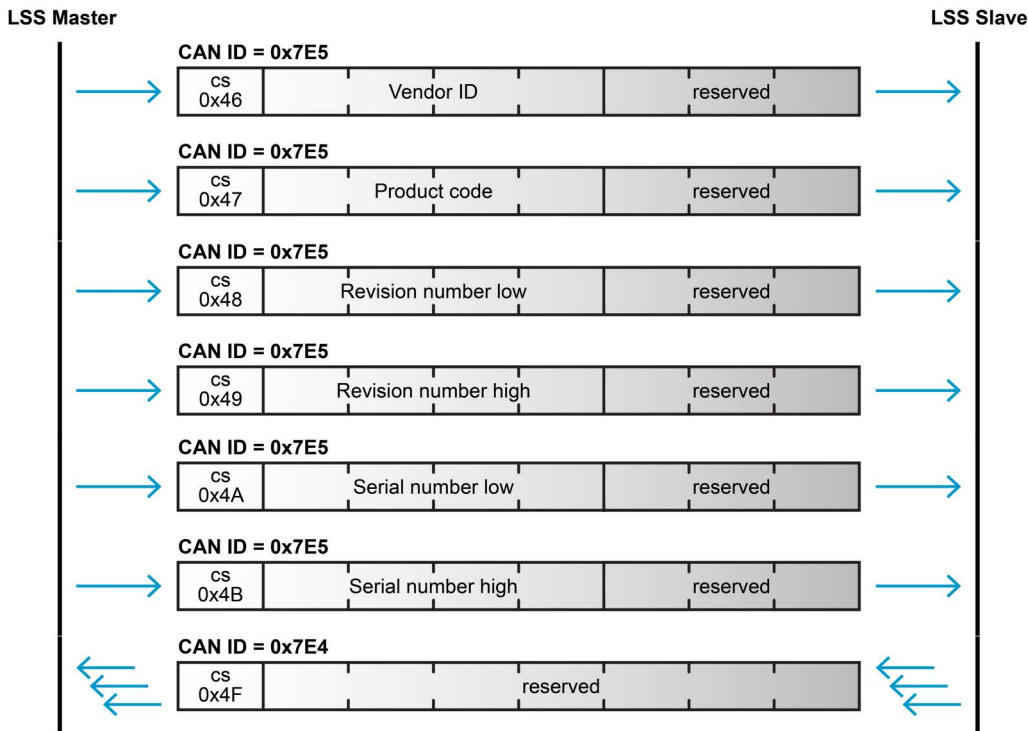 LSS Master
LSS Slave
CAN ID = 0x7E5
cs
0x46
Vendor ID
reserved
CAN ID = 0x7E5
cs
0x47
Product code
reserved
CAN ID = 0x7E5
cs
0x48
Revision number low
reserved
CAN ID = 0x7E5
cs
0x49
Revision number high
reserved
CAN ID = 0x7E5
cs
0x4A
Serial number low
reserved
CAN ID = 0x7E5
cs
0x4B
Serial number high
reserved
CAN ID = 0x7E4
cs
0x4F
reserved